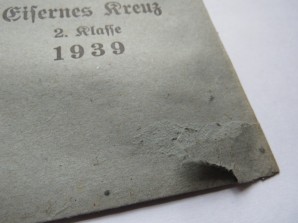 Eisernes Kreuz
2. Klasse
1939